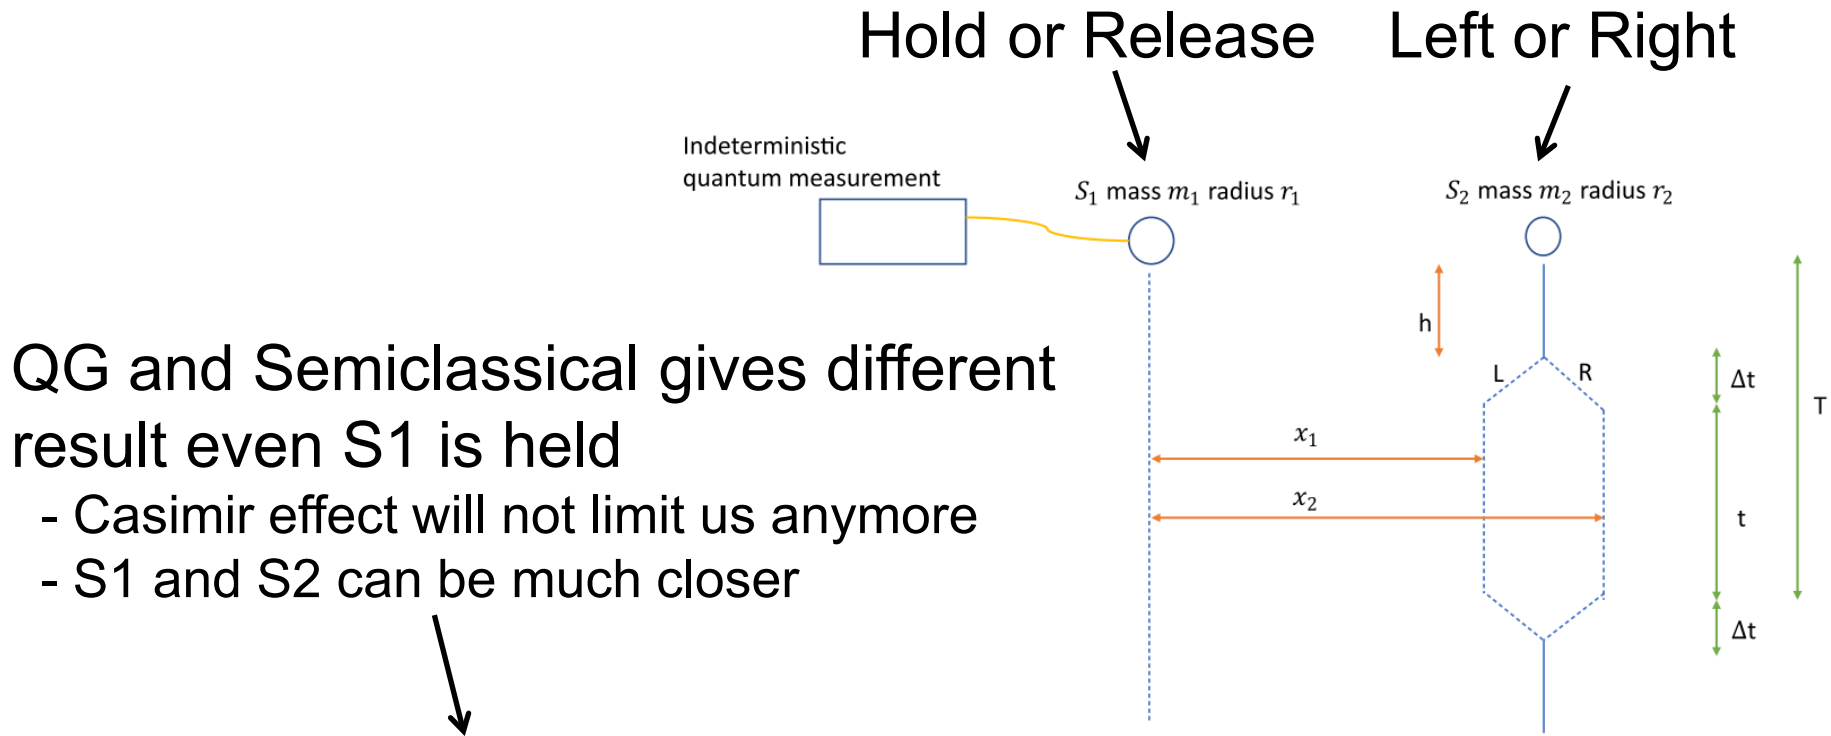 Hold or Release
Left or Right
Indeterministic
quantum measurement
S₁ mass m₁ radius r₁
S₂ mass m₂ radius r₂
h
L
R
Δt
T
QG and Semiclassical gives different
result even S1 is held
- Casimir effect will not limit us anymore
- S1 and S2 can be much closer
x₁
x₂
t
Δt